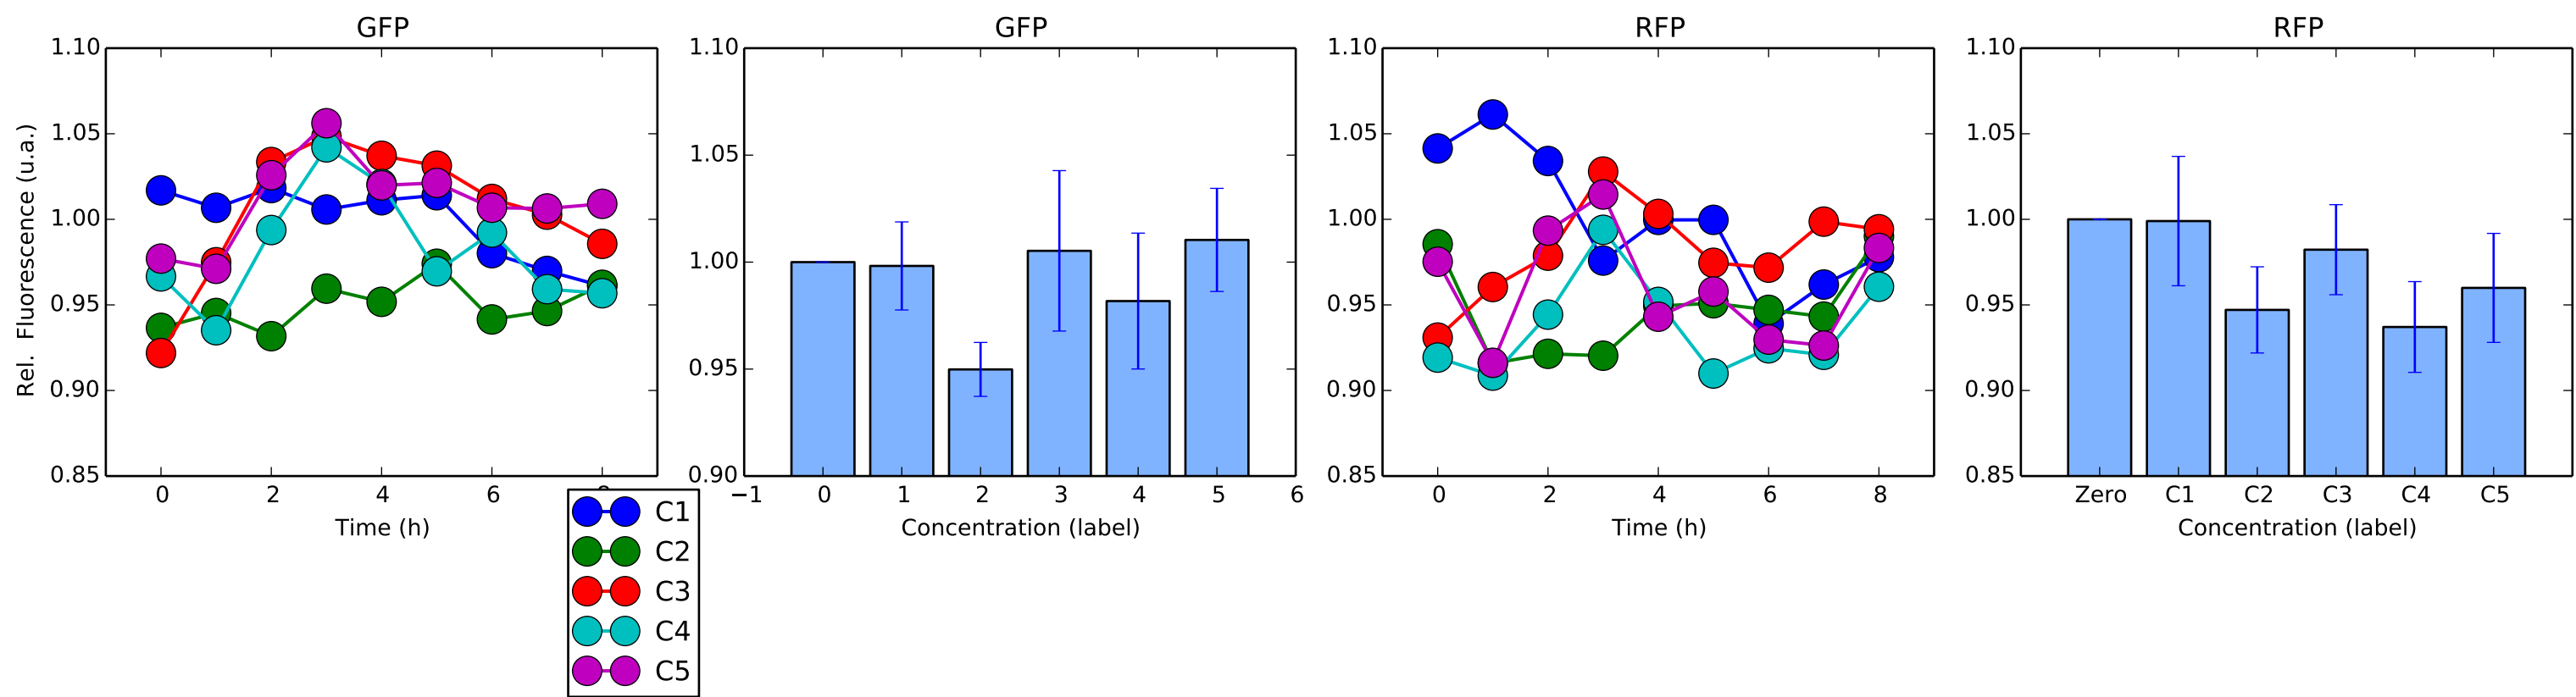 GFP
1.10
1.05
1.00
0.95
0.90
0.85
Rel. Fluorescence (u.a.)
0 2 4 6
Time (h)
C1
C2
C3
C4
C5
GFP
1.10
1.05
1.00
0.95
0.90
−1 0 1 2 3 4 5 6
Concentration (label)
RFP
1.10
1.05
1.00
0.95
0.90
0.85
0 2 4 6 8
Time (h)
RFP
1.10
1.05
1.00
0.95
0.90
0.85
Zero C1 C2 C3 C4 C5
Concentration (label)